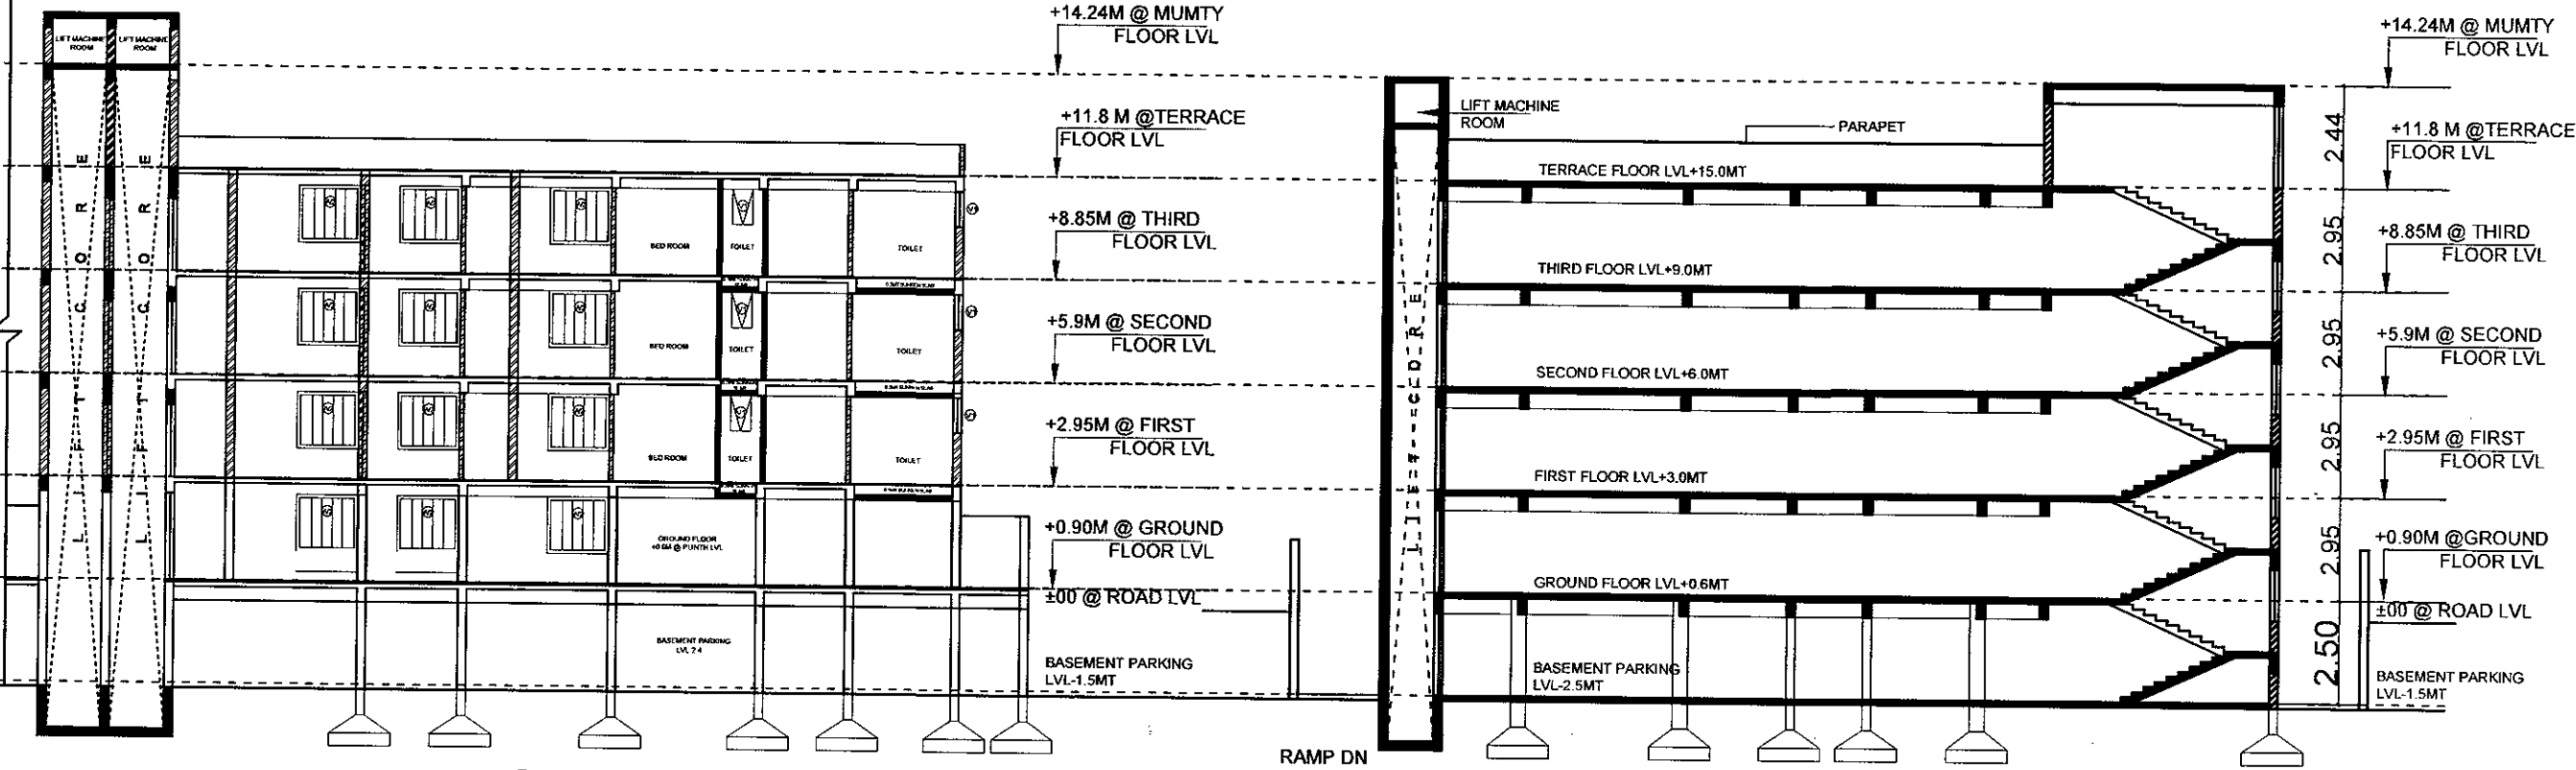 LIFT MACHINE
ROOM
LIFT MACHINE
ROOM
L I F T C O R E
L I F T C O R E
BED ROOM
TOILET
TOILET
BED ROOM
TOILET
TOILET
BED ROOM
TOILET
TOILET
GROUND FLOOR
BASEMENT PARKING
+14.24M @ MUMTY
FLOOR LVL
+11.8 M @TERRACE
FLOOR LVL
+8.85M @ THIRD
FLOOR LVL
+5.9M @ SECOND
FLOOR LVL
+2.95M @ FIRST
FLOOR LVL
+0.90M @ GROUND
FLOOR LVL
±00 @ ROAD LVL
BASEMENT PARKING
LVL-1.5MT
RAMP DN
LIFT MACHINE
ROOM
PARAPET
L I F T C O R E
TERRACE FLOOR LVL+15.0MT
THIRD FLOOR LVL+9.0MT
SECOND FLOOR LVL+6.0MT
FIRST FLOOR LVL+3.0MT
GROUND FLOOR LVL+0.6MT
BASEMENT PARKING
LVL-2.5MT
2.44
2.95
2.95
2.95
2.95
2.50
+14.24M @ MUMTY
FLOOR LVL
+11.8 M @TERRACE
FLOOR LVL
+8.85M @ THIRD
FLOOR LVL
+5.9M @ SECOND
FLOOR LVL
+2.95M @ FIRST
FLOOR LVL
+0.90M @GROUND
FLOOR LVL
±00 @ ROAD LVL
BASEMENT PARKING
LVL-1.5MT